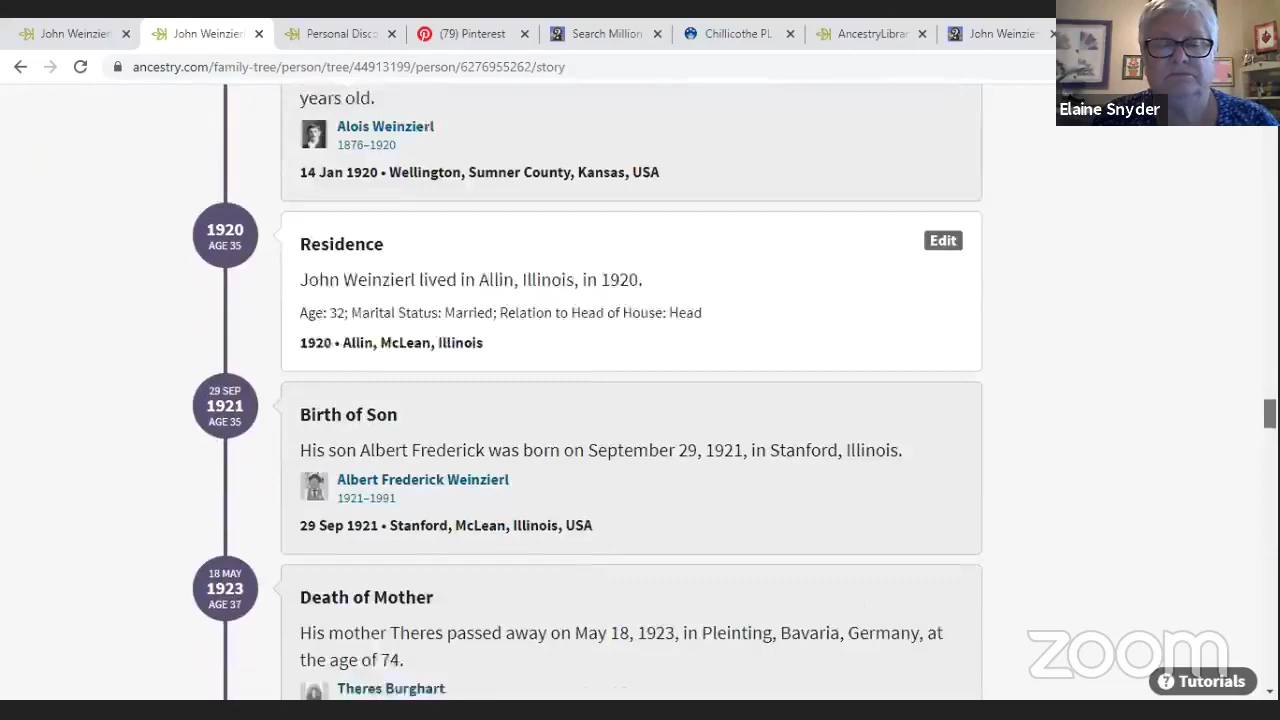 John Weinzier
John Weinzierl
Personal Disc
(79) Pinterest
Search Million
Chillicothe PL
AncestryLibrar
John Weinzie
ancestry.com/family-tree/person/tree/44913199/person/6276955262/story
Elaine Snyder
years old.
Alois Weinzierl
1876–1920
14 Jan 1920 • Wellington, Sumner County, Kansas, USA
1920
AGE 35
Residence
Edit
John Weinzierl lived in Allin, Illinois, in 1920.
Age: 32; Marital Status: Married; Relation to Head of House: Head
1920 • Allin, McLean, Illinois
29 SEP
1921
AGE 35
Birth of Son
His son Albert Frederick was born on September 29, 1921, in Stanford, Illinois.
Albert Frederick Weinzierl
1921–1991
29 Sep 1921 • Stanford, McLean, Illinois, USA
18 MAY
1923
AGE 37
Death of Mother
His mother Theres passed away on May 18, 1923, in Pleinting, Bavaria, Germany, at
the age of 74.
Theres Burghart
zoom
? Tutorials